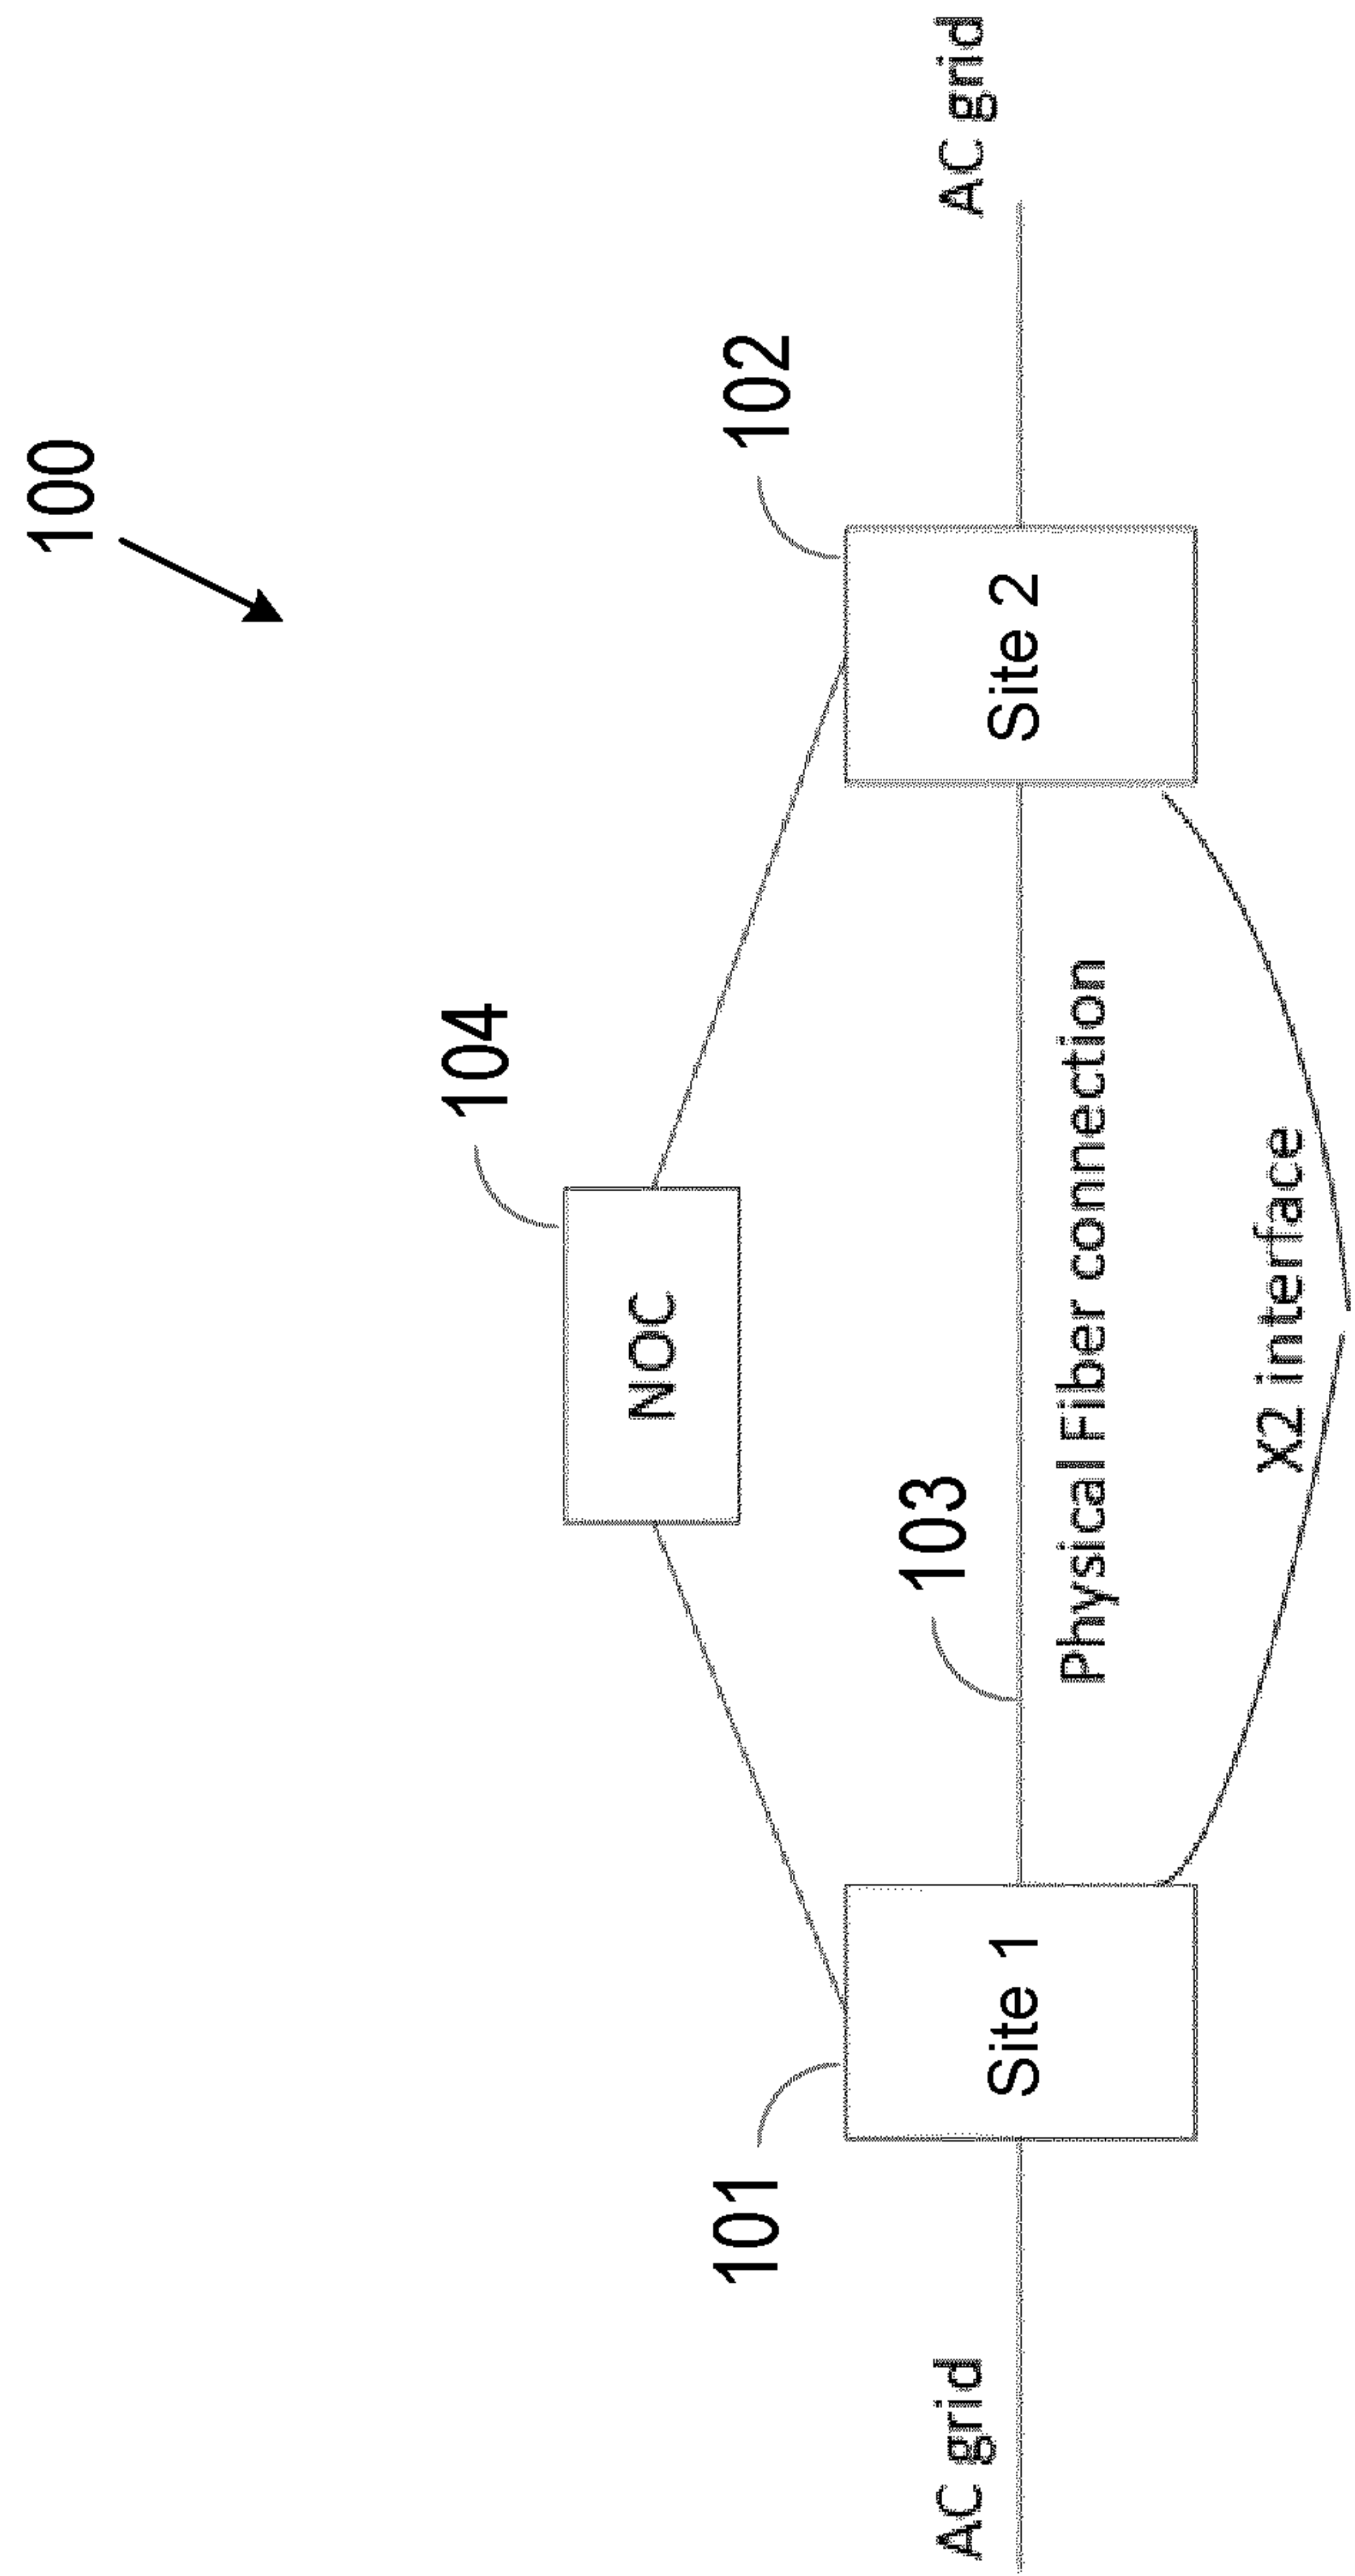 100
104
NOC
101
102
103
AC grid
Site 1
Physical Fiber connection
Site 2
AC grid
X2 interface